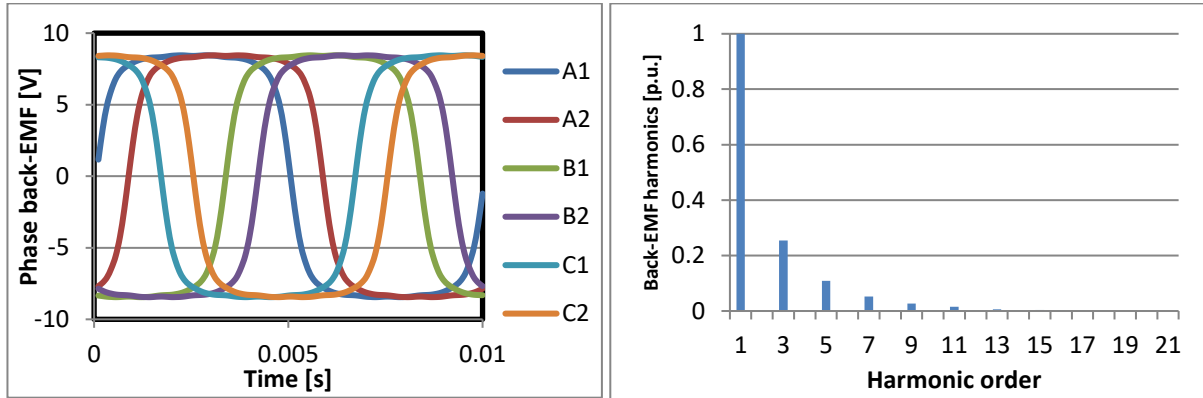 Phase back-EMF [V]
10
5
0
-5
-10
0
0.005
0.01
Time [s]
A1
A2
B1
B2
C1
C2
Back-EMF harmonics [p.u.]
1
0.8
0.6
0.4
0.2
0
1 3 5 7 9 11 13 15 17 19 21
Harmonic order